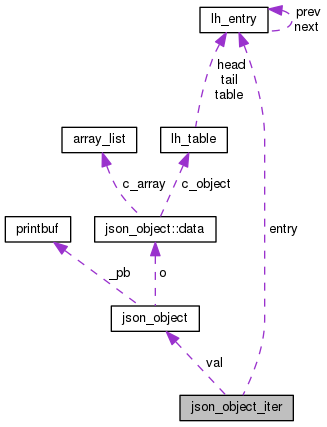 lh_entry
prev
next
head
tail
table
array_list
lh_table
c_array
c_object
printbuf
json_object::data
entry
_pb
o
json_object
val
json_object_iter